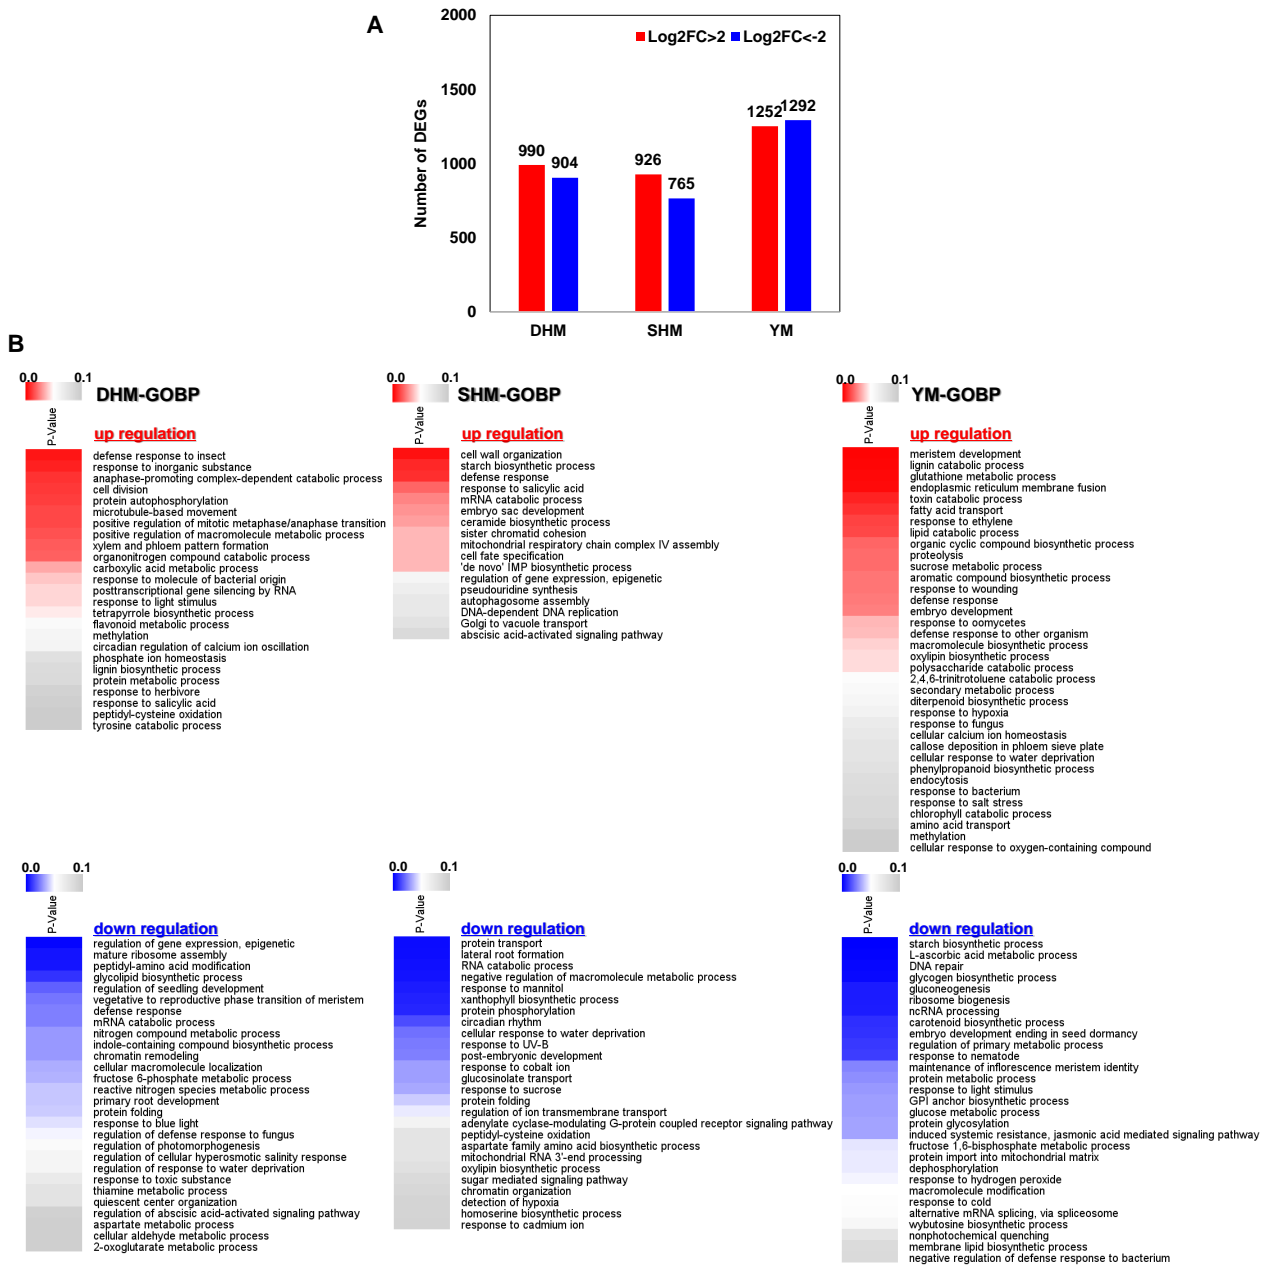 A
2000
1500
1000
500
0
Number of DEGs
Log2FC>2 Log2FC<-2
990
904
926
765
1252
1292
DHM SHM YM
B
0.0 0.1
DHM-GOBP
P-Value
up regulation
defense response to insect
response to inorganic substance
anaphase-promoting complex-dependent catabolic process
cell division
protein autophosphorylation
microtubule-based movement
positive regulation of mitotic metaphase/anaphase transition
positive regulation of macromolecule metabolic process
xylem and phloem pattern formation
organonitrogen compound catabolic process
carboxylic acid metabolic process
response to molecule of bacterial origin
posttranscriptional gene silencing by RNA
response to light stimulus
tetrapyrrole biosynthetic process
flavonoid metabolic process
methylation
circadian regulation of calcium ion oscillation
phosphate ion homeostasis
lignin biosynthetic process
protein metabolic process
response to herbivore
response to salicylic acid
peptidyl-cysteine oxidation
tyrosine catabolic process
0.0 0.1
SHM-GOBP
P-Value
up regulation
cell wall organization
starch biosynthetic process
defense response
response to salicylic acid
mRNA catabolic process
embryo sac development
ceramide biosynthetic process
sister chromatid cohesion
mitochondrial respiratory chain complex IV assembly
cell fate specification
'de novo' IMP biosynthetic process
regulation of gene expression, epigenetic
pseudouridine synthesis
autophagosome assembly
DNA-dependent DNA replication
Golgi to vacuole transport
abscisic acid-activated signaling pathway
0.0 0.1
YM-GOBP
P-Value
up regulation
meristem development
lignin catabolic process
glutathione metabolic process
endoplasmic reticulum membrane fusion
toxin catabolic process
fatty acid transport
response to ethylene
lipid catabolic process
organic cyclic compound biosynthetic process
proteolysis
sucrose metabolic process
aromatic compound biosynthetic process
response to wounding
defense response
embryo development
response to oomycetes
defense response to other organism
macromolecule biosynthetic process
oxylipin biosynthetic process
polysaccharide catabolic process
2,4,6-trinitrotoluene catabolic process
secondary metabolic process
diterpenoid biosynthetic process
response to hypoxia
response to fungus
cellular calcium ion homeostasis
callose deposition in phloem sieve plate
cellular response to water deprivation
phenylpropanoid biosynthetic process
endocytosis
response to bacterium
response to salt stress
chlorophyll catabolic process
amino acid transport
methylation
cellular response to oxygen-containing compound
0.0 0.1
P-Value
down regulation
regulation of gene expression, epigenetic
mature ribosome assembly
peptidyl-amino acid modification
glycolipid biosynthetic process
regulation of seedling development
vegetative to reproductive phase transition of meristem
defense response
mRNA catabolic process
nitrogen compound metabolic process
indole-containing compound biosynthetic process
chromatin remodeling
cellular macromolecule localization
fructose 6-phosphate metabolic process
reactive nitrogen species metabolic process
primary root development
protein folding
response to blue light
regulation of defense response to fungus
regulation of photomorphogenesis
regulation of cellular hyperosmotic salinity response
regulation of response to water deprivation
response to toxic substance
thiamine metabolic process
quiescent center organization
regulation of abscisic acid-activated signaling pathway
aspartate metabolic process
cellular aldehyde metabolic process
2-oxoglutarate metabolic process
0.0 0.1
P-Value
down regulation
protein transport
lateral root formation
RNA catabolic process
negative regulation of macromolecule metabolic process
response to mannitol
xanthophyll biosynthetic process
protein phosphorylation
circadian rhythm
cellular response to water deprivation
response to UV-B
post-embryonic development
response to cobalt ion
glucosinolate transport
response to sucrose
protein folding
regulation of ion transmembrane transport
adenylate cyclase-modulating G-protein coupled receptor signaling pathway
peptidyl-cysteine oxidation
aspartate family amino acid biosynthetic process
mitochondrial RNA 3'-end processing
oxylipin biosynthetic process
sugar mediated signaling pathway
chromatin organization
detection of hypoxia
homoserine biosynthetic process
response to cadmium ion
0.0 0.1
P-Value
down regulation
starch biosynthetic process
L-ascorbic acid metabolic process
DNA repair
glycogen biosynthetic process
gluconeogenesis
ribosome biogenesis
ncRNA processing
carotenoid biosynthetic process
embryo development ending in seed dormancy
regulation of primary metabolic process
response to nematode
maintenance of inflorescence meristem identity
protein metabolic process
response to light stimulus
GPI anchor biosynthetic process
glucose metabolic process
protein glycosylation
induced systemic resistance, jasmonic acid mediated signaling pathway
fructose 1,6-bisphosphate metabolic process
protein import into mitochondrial matrix
dephosphorylation
response to hydrogen peroxide
macromolecule modification
response to cold
alternative mRNA splicing, via spliceosome
wybutosine biosynthetic process
nonphotochemical quenching
membrane lipid biosynthetic process
negative regulation of defense response to bacterium